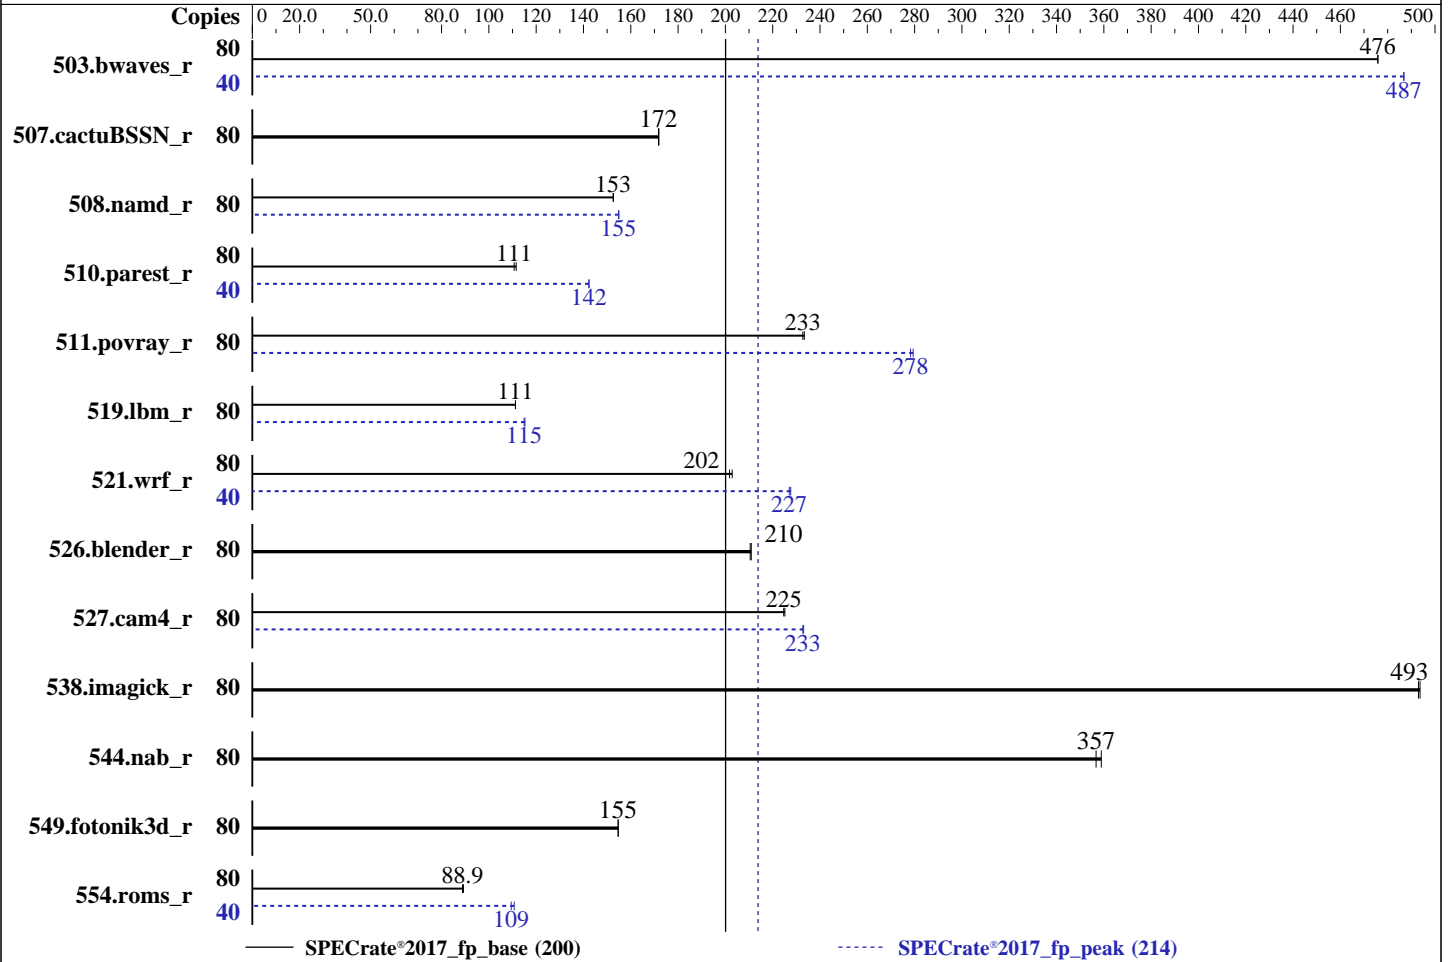 Copies 0 20.0 50.0 80.0 100 120 140 160 180 200 220 240 260 280 300 320 340 360 380 400 420 440 460 500
503.bwaves_r 80 476
40 487
507.cactuBSSN_r 80 172
508.namd_r 80 153
155
510.parest_r 80 111
40 142
511.povray_r 80 233
278
519.lbm_r 80 111
115
521.wrf_r 80 202
40 227
526.blender_r 80 210
527.cam4_r 80 225
233
538.imagick_r 80 493
544.nab_r 80 357
549.fotonik3d_r 80 155
554.roms_r 80 88.9
40 109
SPECrate®2017_fp_base (200) SPECrate®2017_fp_peak (214)